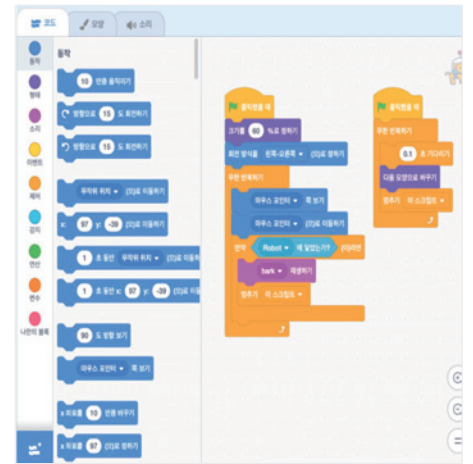 코드
모양
소리
동작
형태
소리
이벤트
제어
감지
연산
변수
나만의 블록
동작
10 만큼 움직이기
방향으로 15 도 회전하기
방향으로 15 도 회전하기
무작위 위치 (으)로 이동하기
x: 97 y: -39 (으)로 이동하기
1 초 동안 무작위 위치 (으)로 이동하
1 초 동안 x: 97 y: -39 (으)로 이동
90 도 방향 보기
마우스 포인터 쪽 보기
x 좌표를 10 만큼 바꾸기
x 좌표를 97 (으)로 정하기
클릭했을 때
크기를 60 %로 정하기
회전 방식을 왼쪽-오른쪽 (으)로 정하기
무한 반복하기
마우스 포인터 쪽 보기
마우스 포인터 (으)로 이동하기
만약 Robot 에 닿았는가? (이)라면
bark 재생하기
멈추기 이 스크립트
클릭했을 때
무한 반복하기
0.1 초 기다리기
다음 모양으로 바꾸기
멈추기 이 스크립트